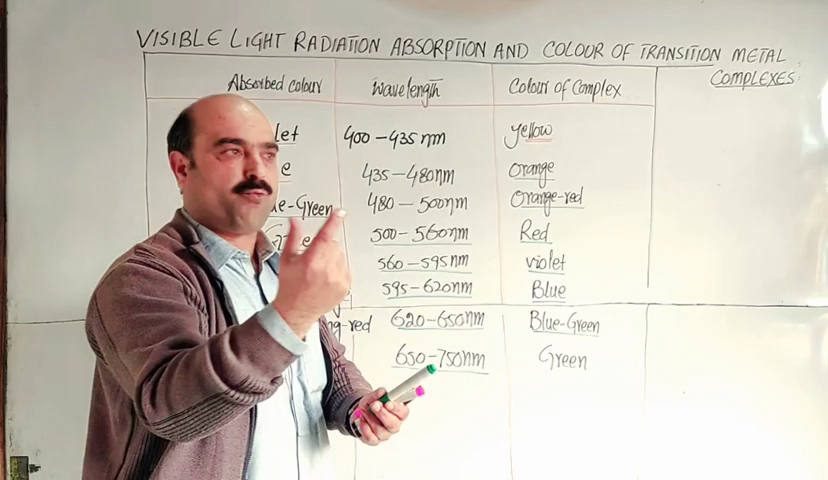 VISIBLE LIGHT RADIATION ABSORPTION AND COLOUR OF TRANSITION METAL
COMPLEXES:
Absorbed colour Wavelength Colour of Complex
let 400-435nm yellow
e 435-480nm Orange
ue-Green 480-500nm Orange-red
500-560nm Red
560-595nm violet
595-620nm Blue
ng-red 620-650nm Blue-Green
650-750nm Green